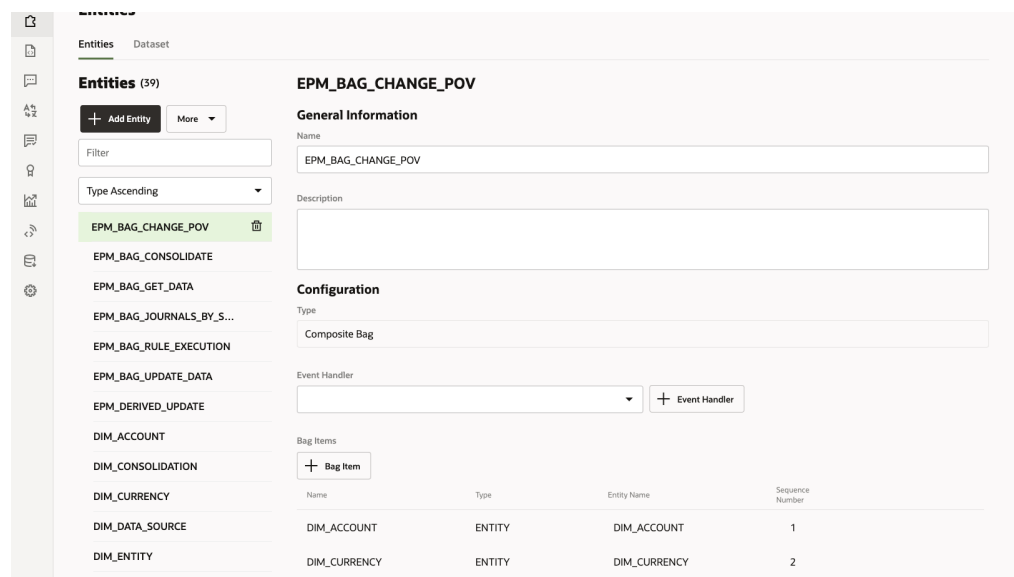 Entities
Entities Dataset
Entities (39)
Add Entity More
Filter
Type Ascending
EPM_BAG_CHANGE_POV
EPM_BAG_CONSOLIDATE
EPM_BAG_GET_DATA
EPM_BAG_JOURNALS_BY_S...
EPM_BAG_RULE_EXECUTION
EPM_BAG_UPDATE_DATA
EPM_DERIVED_UPDATE
DIM_ACCOUNT
DIM_CONSOLIDATION
DIM_CURRENCY
DIM_DATA_SOURCE
DIM_ENTITY
EPM_BAG_CHANGE_POV
General Information
Name
EPM_BAG_CHANGE_POV
Description
Configuration
Type
Composite Bag
Event Handler
Event Handler
Bag Items
Bag Item
Name Type Entity Name Sequence
Number
DIM_ACCOUNT ENTITY DIM_ACCOUNT 1
DIM_CURRENCY ENTITY DIM_CURRENCY 2